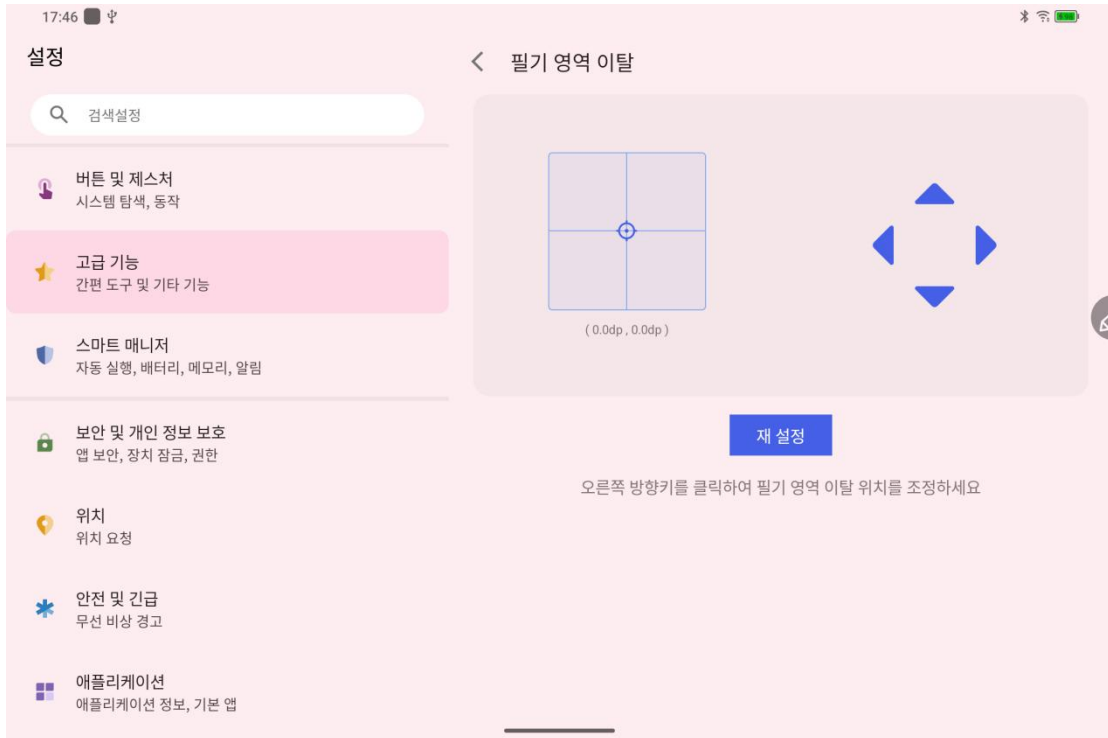 17:46
설정
검색설정
버튼 및 제스처
시스템 탐색, 동작
고급 기능
간편 도구 및 기타 기능
스마트 매니저
자동 실행, 배터리, 메모리, 알림
보안 및 개인 정보 보호
앱 보안, 장치 잠금, 권한
위치
위치 요청
안전 및 긴급
무선 비상 경고
애플리케이션
애플리케이션 정보, 기본 앱
필기 영역 이탈
( 0.0dp , 0.0dp )
재 설정
오른쪽 방향키를 클릭하여 필기 영역 이탈 위치를 조정하세요